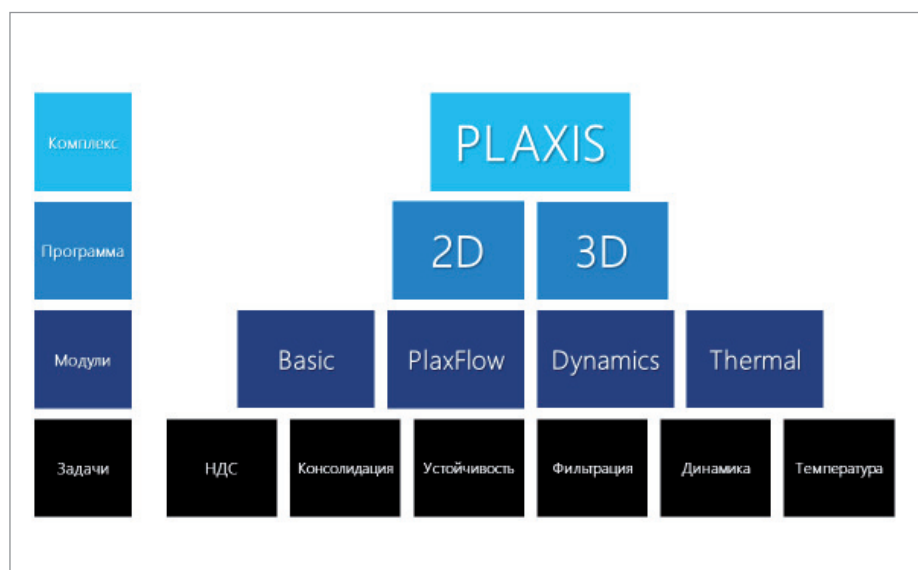 Комплекс
PLAXIS
Программа
2D
3D
Модули
Basic
PlaxFlow
Dynamics
Thermal
Задачи
НДС
Консолидация
Устойчивость
Фильтрация
Динамика
Температура